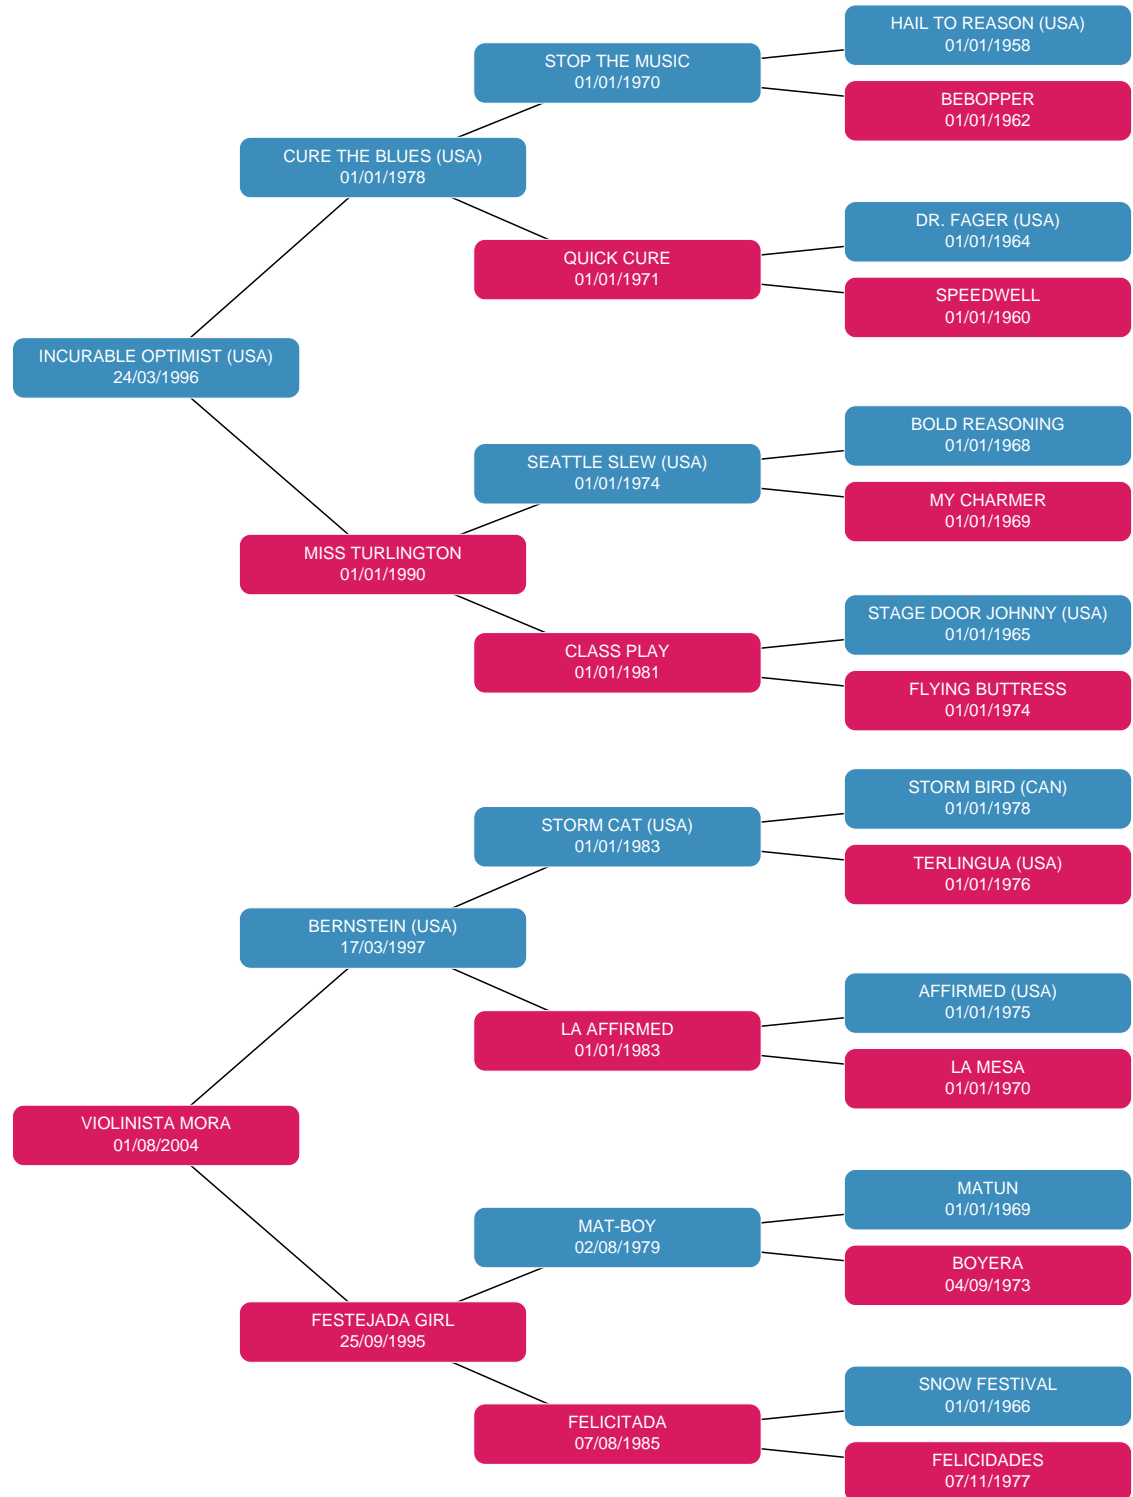 HAIL TO REASON (USA)
01/01/1958
STOP THE MUSIC
01/01/1970
BEBOPPER
01/01/1962
CURE THE BLUES (USA)
01/01/1978
DR. FAGER (USA)
01/01/1964
QUICK CURE
01/01/1971
SPEEDWELL
01/01/1960
INCURABLE OPTIMIST (USA)
24/03/1996
BOLD REASONING
01/01/1968
SEATTLE SLEW (USA)
01/01/1974
MY CHARMER
01/01/1969
MISS TURLINGTON
01/01/1990
STAGE DOOR JOHNNY (USA)
01/01/1965
CLASS PLAY
01/01/1981
FLYING BUTTRESS
01/01/1974
STORM BIRD (CAN)
01/01/1978
STORM CAT (USA)
01/01/1983
TERLINGUA (USA)
01/01/1976
BERNSTEIN (USA)
17/03/1997
AFFIRMED (USA)
01/01/1975
LA AFFIRMED
01/01/1983
LA MESA
01/01/1970
VIOLINISTA MORA
01/08/2004
MATUN
01/01/1969
MAT-BOY
02/08/1979
BOYERA
04/09/1973
FESTEJADA GIRL
25/09/1995
SNOW FESTIVAL
01/01/1966
FELICITADA
07/08/1985
FELICIDADES
07/11/1977